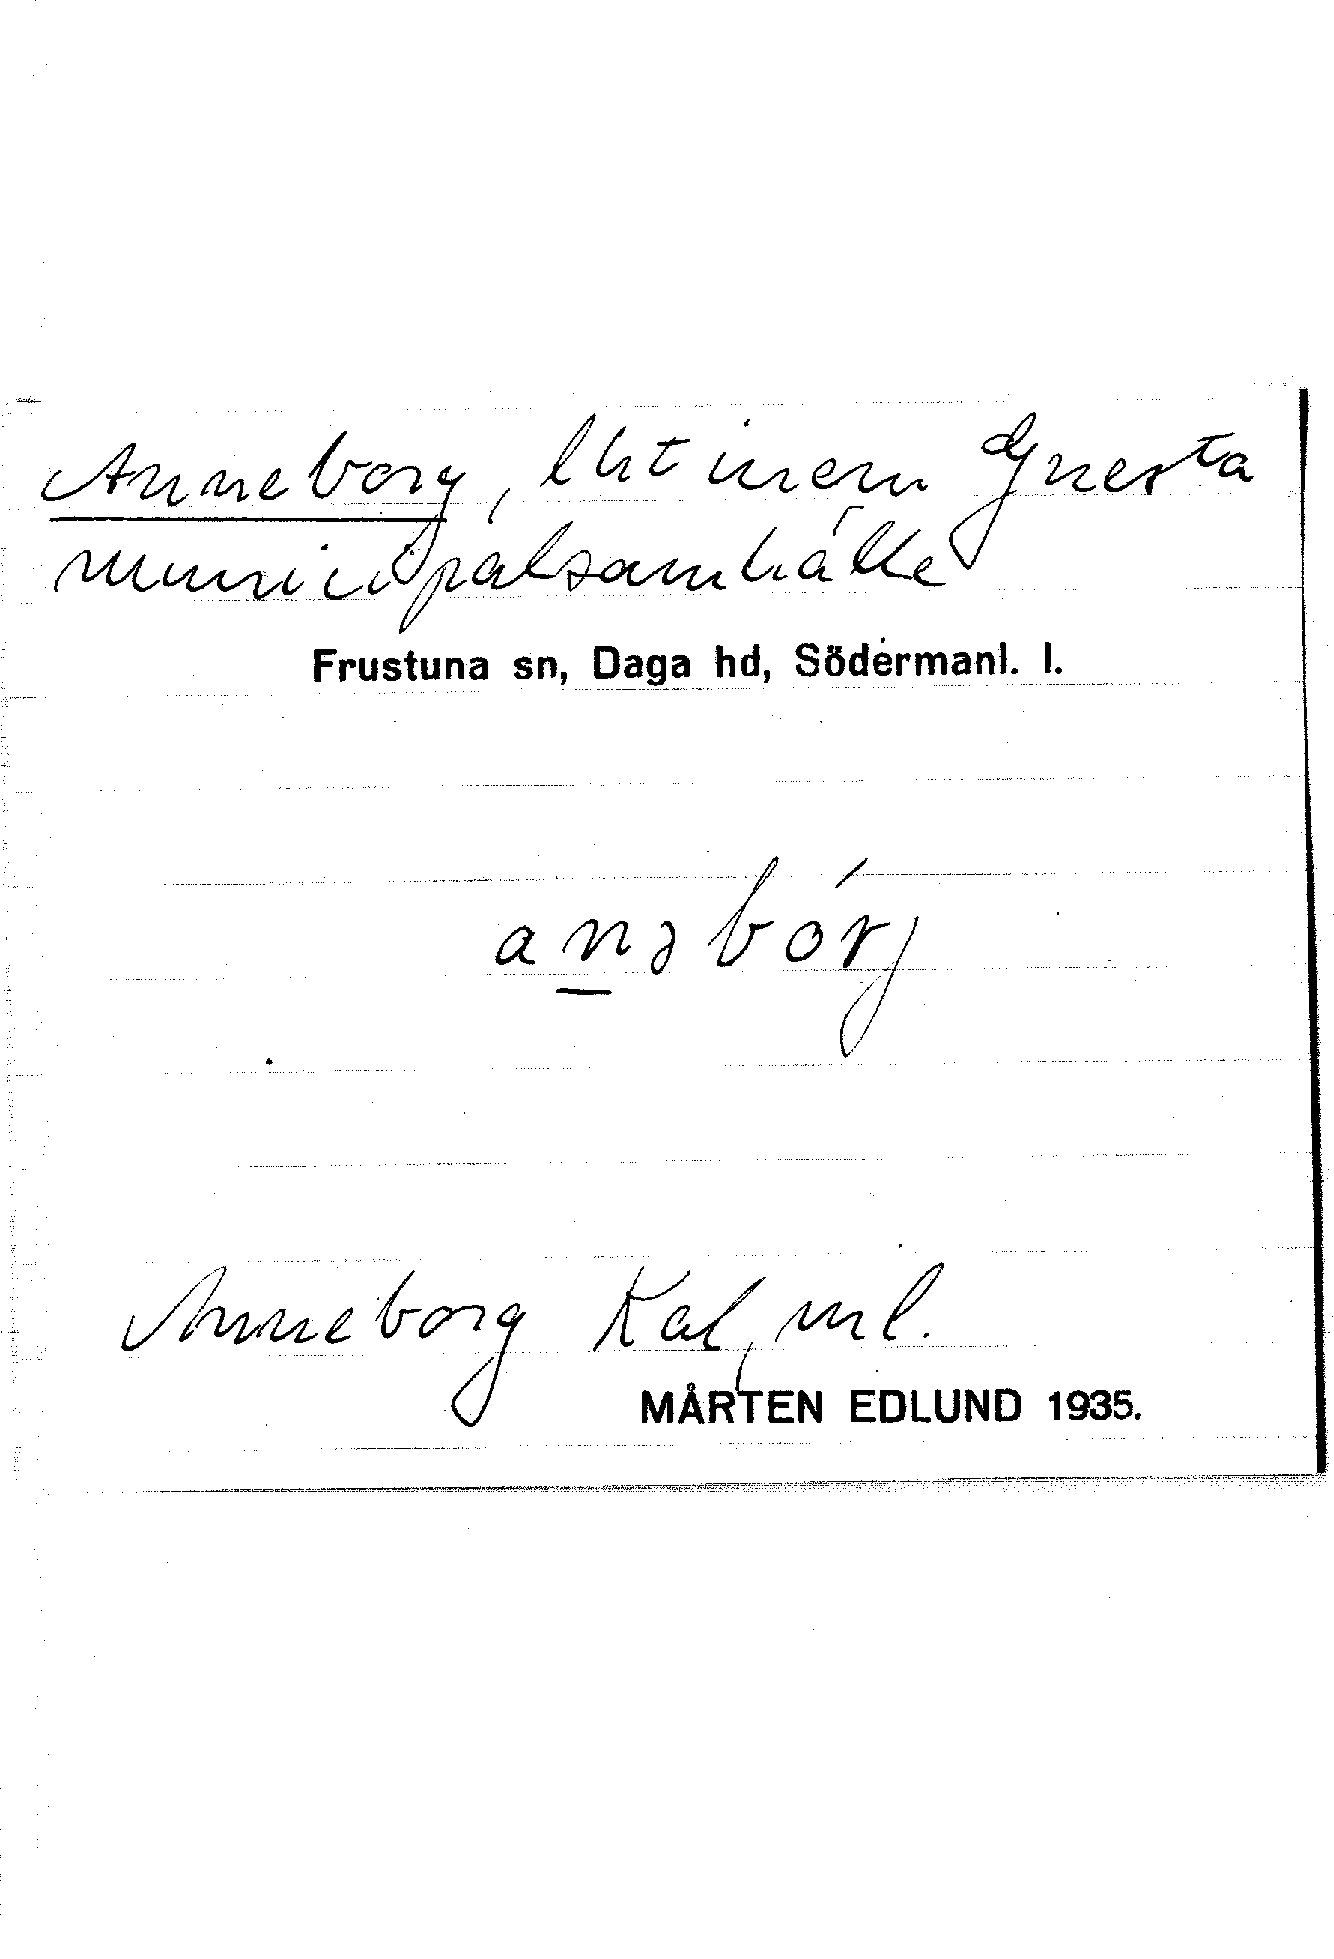 Anneborg, lht inom Gnesta
municipalsamhälle
Frustuna sn, Daga hd, Södermanl. l.
anəbórj
Anneborg Kal, ml.
MÅRTEN EDLUND 1935.